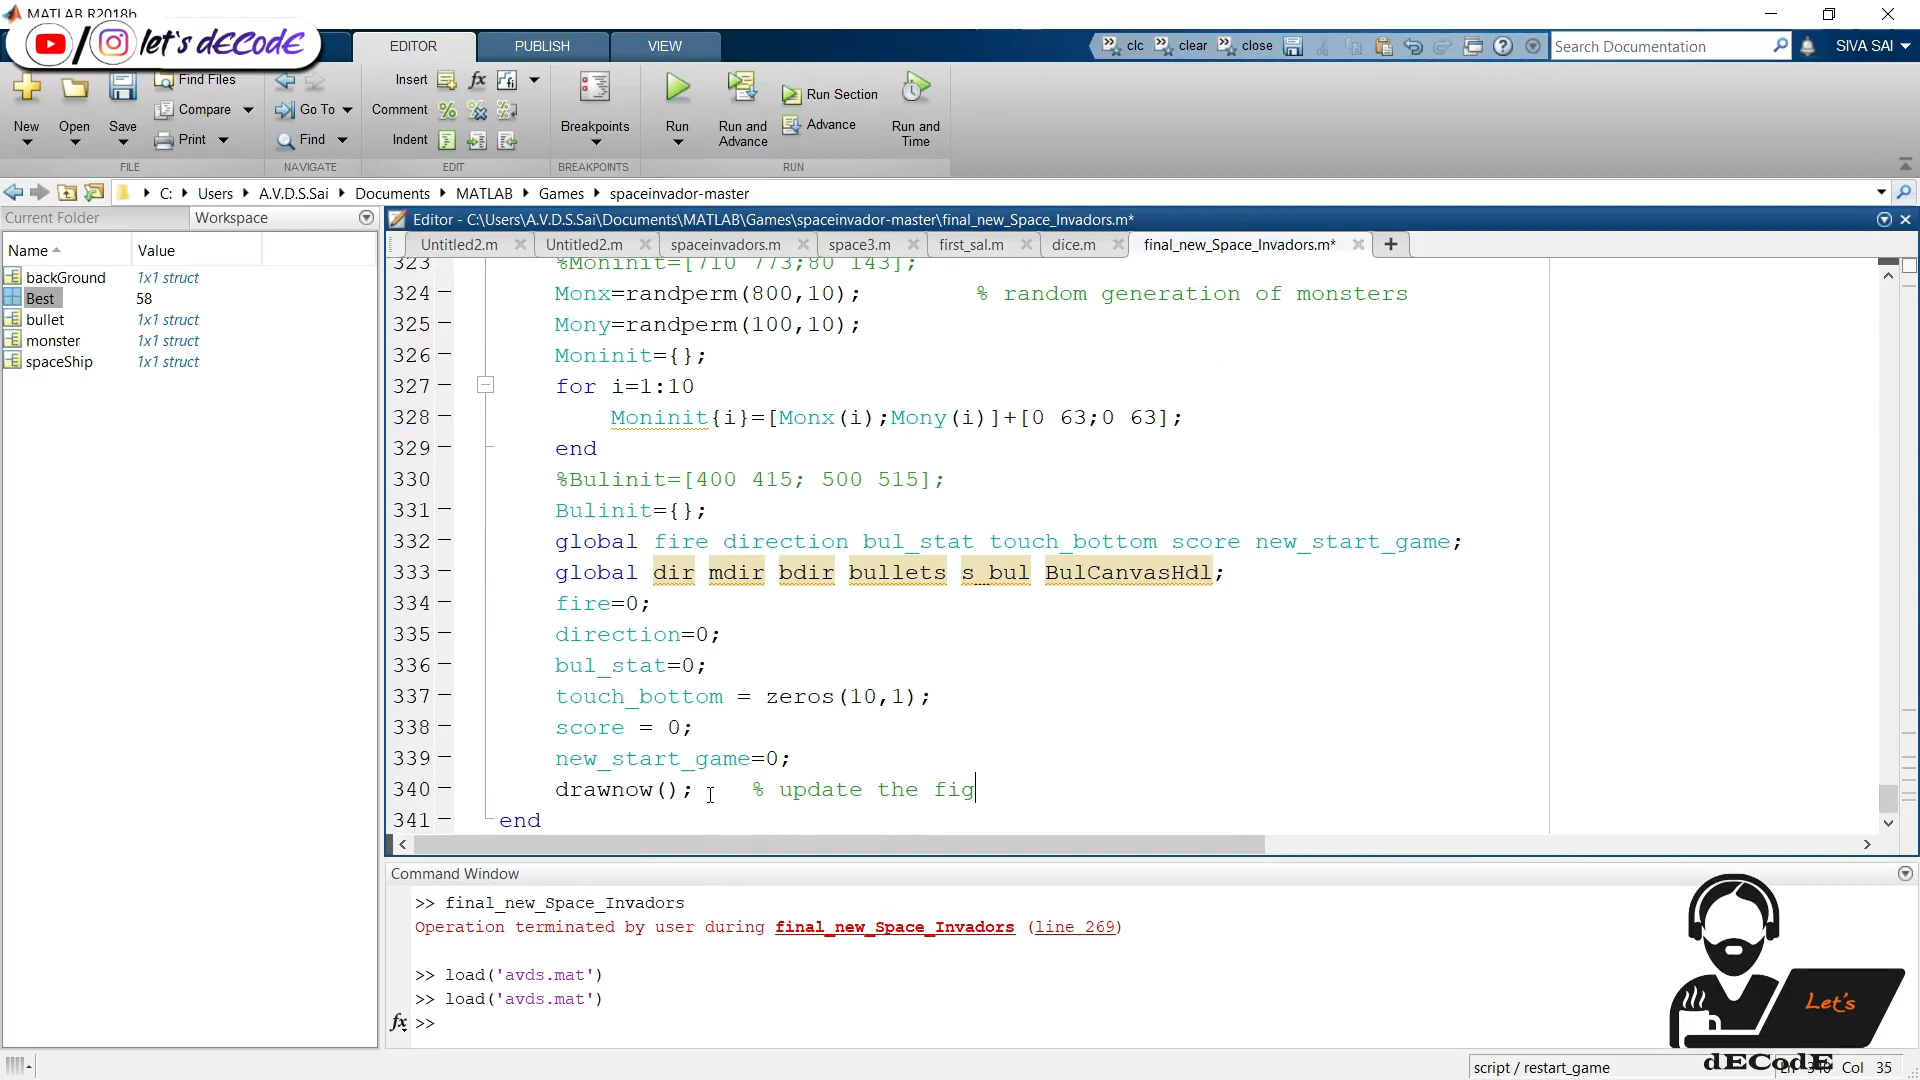 MATLAB R2018b
/ let's dECodE
EDITOR PUBLISH VIEW
clc clear close
Search Documentation
SIVA SAI
New Open Save
Find Files
Compare
Print
Go To
Find
Insert fx
Comment
Indent
Breakpoints
Run
Run and Advance
Run Section
Advance
Run and Time
FILE NAVIGATE EDIT BREAKPOINTS RUN
C: Users A.V.D.S.Sai Documents MATLAB Games spaceinvador-master
Current Folder Workspace
Name Value
backGround 1x1 struct
Best 58
bullet 1x1 struct
monster 1x1 struct
spaceShip 1x1 struct
Editor - C:\Users\A.V.D.S.Sai\Documents\MATLAB\Games\spaceinvador-master\final_new_Space_Invadors.m*
Untitled2.m Untitled2.m spaceinvadors.m space3.m first_sal.m dice.m final_new_Space_Invadors.m* +
323 %Moninit=[710 773;80 143];
324 Monx=randperm(800,10); % random generation of monsters
325 Mony=randperm(100,10);
326 Moninit={};
327 for i=1:10
328 Moninit{i}=[Monx(i);Mony(i)]+[0 63;0 63];
329 end
330 %Bulinit=[400 415; 500 515];
331 Bulinit={};
332 global fire direction bul_stat touch_bottom score new_start_game;
333 global dir mdir bdir bullets s_bul BulCanvasHdl;
334 fire=0;
335 direction=0;
336 bul_stat=0;
337 touch_bottom = zeros(10,1);
338 score = 0;
339 new_start_game=0;
340 drawnow(); % update the fig
341 end
Command Window
>> final_new_Space_Invadors
Operation terminated by user during final_new_Space_Invadors (line 269)
>> load('avds.mat')
>> load('avds.mat')
fx >>
Let's
dECodE
script / restart_game Ln 340 Col 35